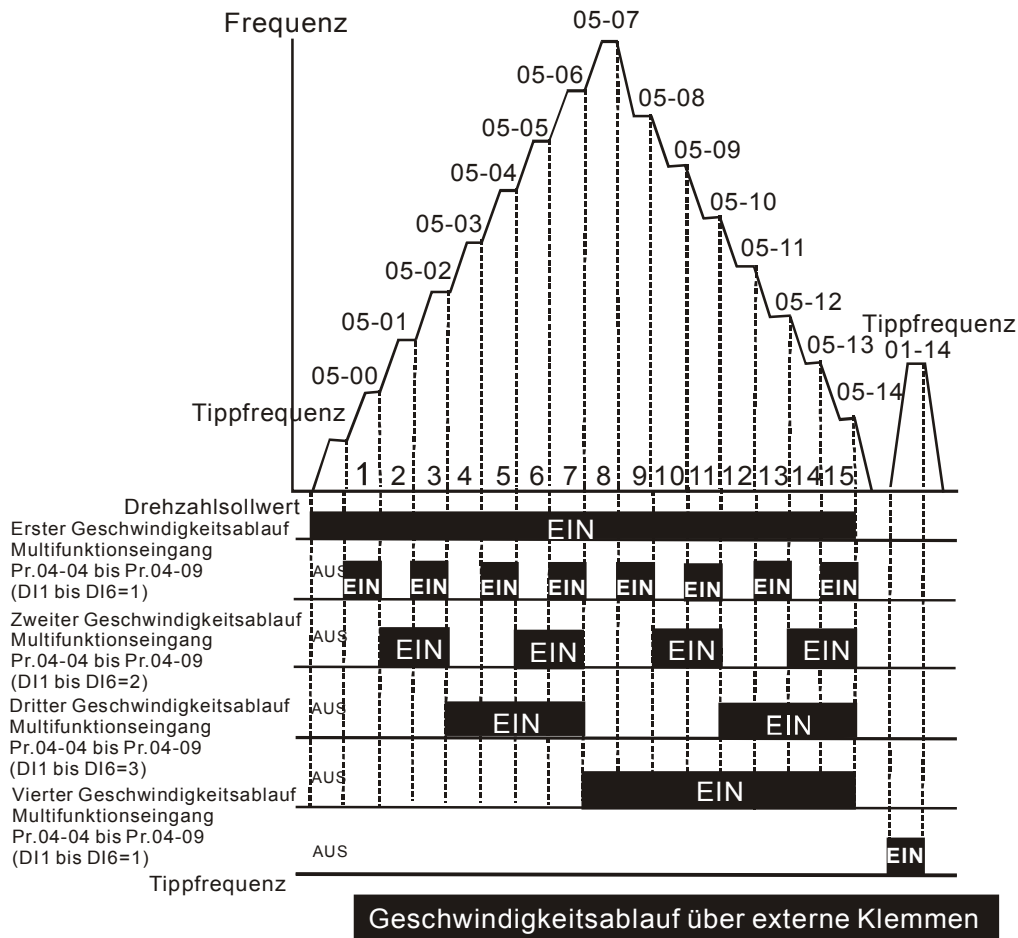 Frequenz
05-07
05-06
05-08
05-05
05-09
05-04
05-10
05-03
05-11
05-02
05-12
Tippfrequenz
05-01
05-13
01-14
05-00
05-14
Tippfrequenz
1 2 3 4 5 6 7 8 9 10 11 12 13 14 15
Drehzahlsollwert
EIN
Erster Geschwindigkeitsablauf
Multifunktionseingang
Pr.04-04 bis Pr.04-09
(DI1 bis DI6=1)
AUS EIN EIN EIN EIN EIN EIN EIN EIN
Zweiter Geschwindigkeitsablauf
Multifunktionseingang
Pr.04-04 bis Pr.04-09
(DI1 bis DI6=2)
AUS EIN EIN EIN EIN
Dritter Geschwindigkeitsablauf
Multifunktionseingang
Pr.04-04 bis Pr.04-09
(DI1 bis DI6=3)
AUS EIN EIN
Vierter Geschwindigkeitsablauf
Multifunktionseingang
Pr.04-04 bis Pr.04-09
(DI1 bis DI6=1)
AUS EIN
Tippfrequenz
AUS EIN
Geschwindigkeitsablauf über externe Klemmen